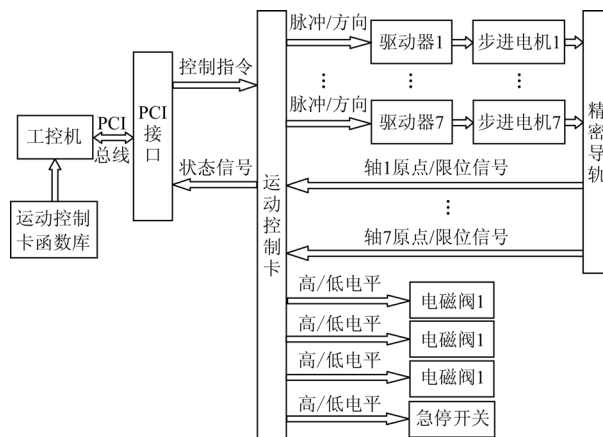 脉冲/方向
驱动器1
步进电机1
⋮
⋮
⋮
脉冲/方向
驱动器7
步进电机7
精密导轨
控制指令
PCI
接口
状态信号
PCI
总线
工控机
运动控制
卡函数库
运动控制卡
轴1原点/限位信号
⋮
轴7原点/限位信号
高/低电平
电磁阀1
高/低电平
电磁阀1
高/低电平
电磁阀1
高/低电平
急停开关